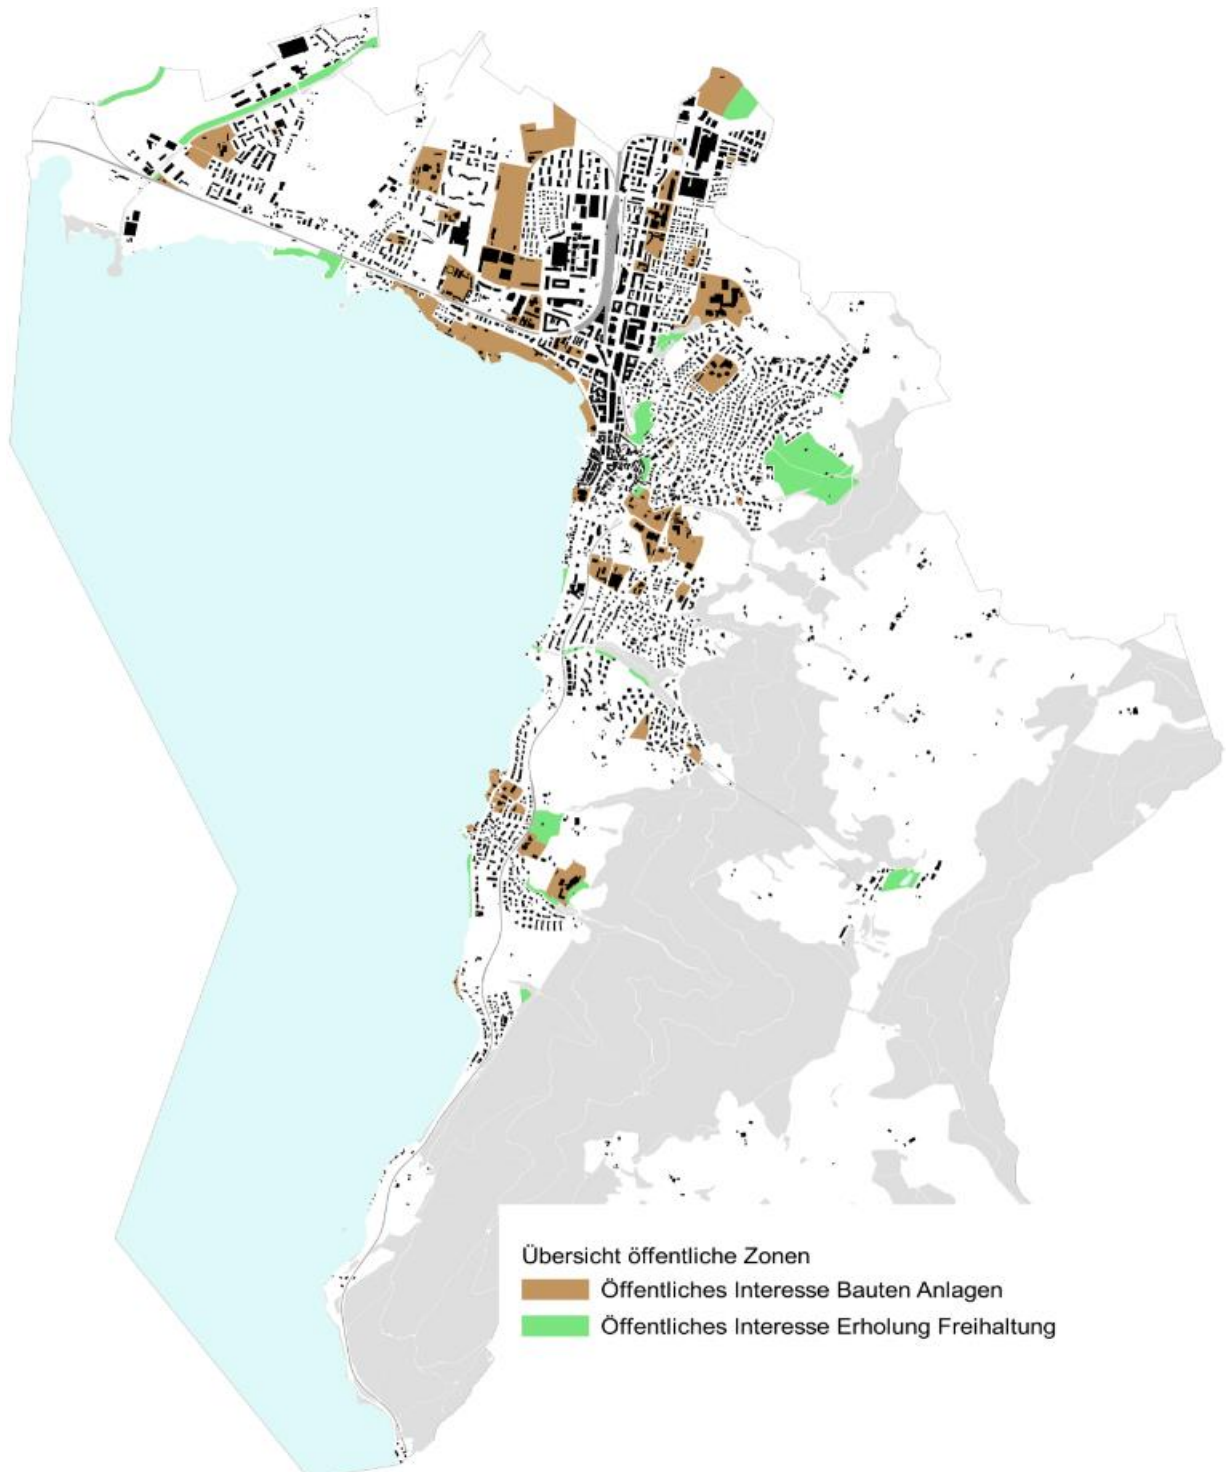 Übersicht öffentliche Zonen
Öffentliches Interesse Bauten Anlagen
Öffentliches Interesse Erholung Freihaltung